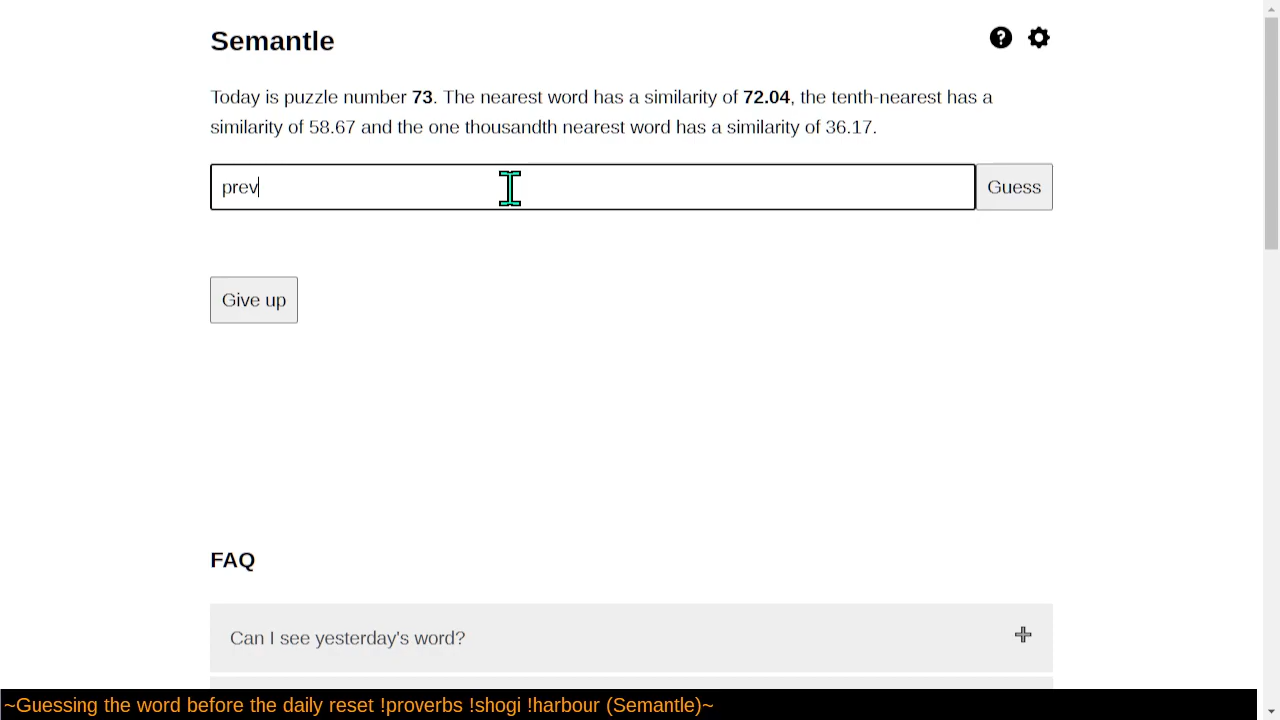 Semantle
Today is puzzle number 73. The nearest word has a similarity of 72.04, the tenth-nearest has a
similarity of 58.67 and the one thousandth nearest word has a similarity of 36.17.
prev
Guess
Give up
FAQ
Can I see yesterday's word?
~Guessing the word before the daily reset !proverbs !shogi !harbour (Semantle)~